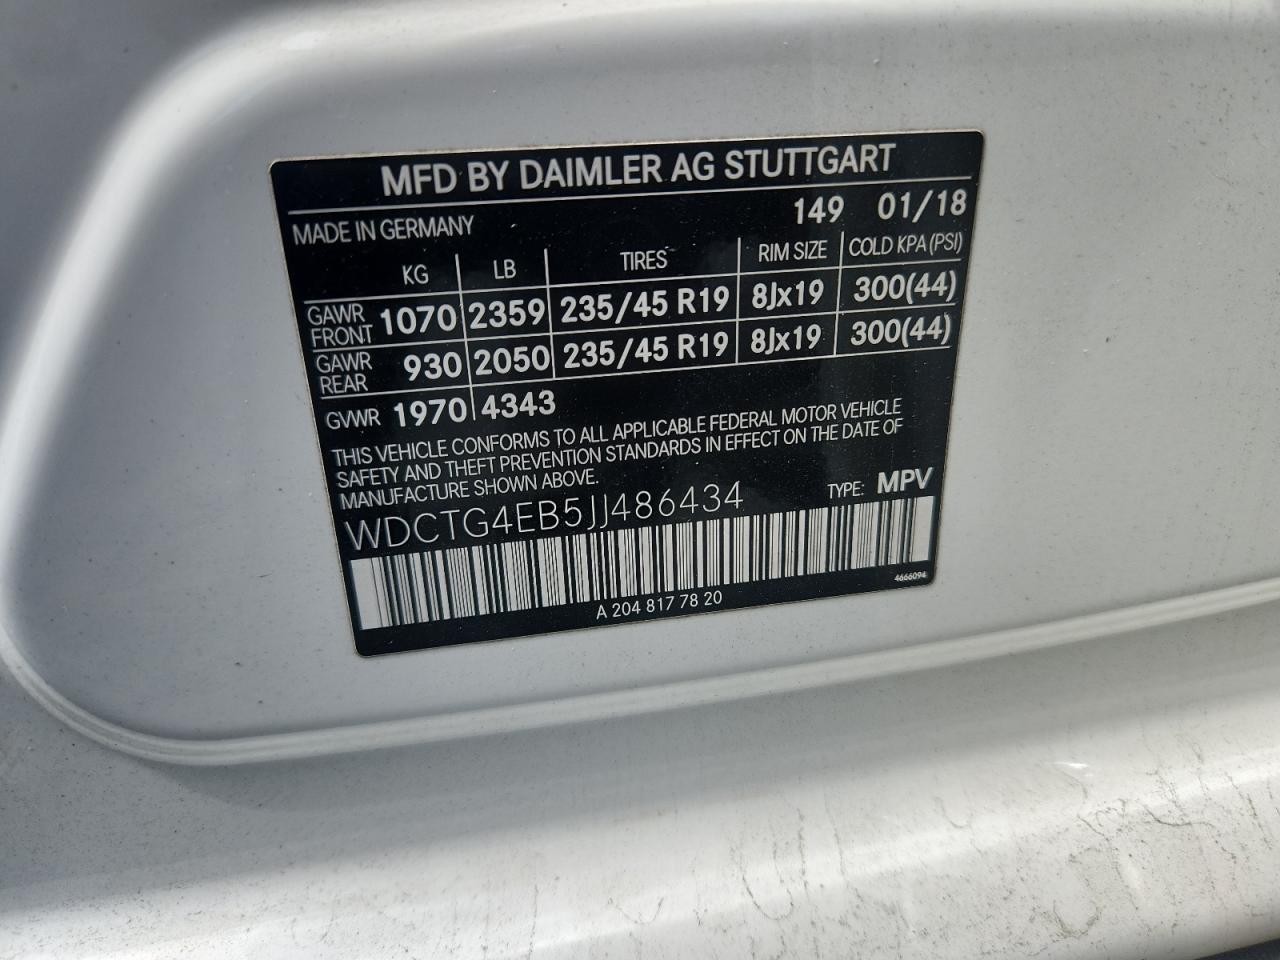 MFD BY DAIMLER AG STUTTGART
MADE IN GERMANY 149 01/18
KG LB TIRES RIM SIZE COLD KPA (PSI)
GAWR FRONT 1070 2359 235/45 R19 8Jx19 300(44)
GAWR REAR 930 2050 235/45 R19 8Jx19 300(44)
GVWR 1970 4343
THIS VEHICLE CONFORMS TO ALL APPLICABLE FEDERAL MOTOR VEHICLE
SAFETY AND THEFT PREVENTION STANDARDS IN EFFECT ON THE DATE OF
MANUFACTURE SHOWN ABOVE.
WDCTG4EB5JJ486434 TYPE: MPV
4666094
A 204 817 78 20